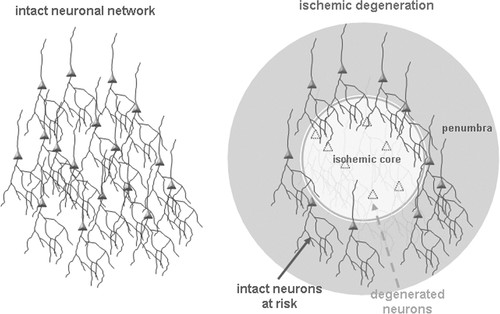 intact neuronal network
ischemic degeneration
penumbra
ischemic core
intact neurons
at risk
degenerated
neurons